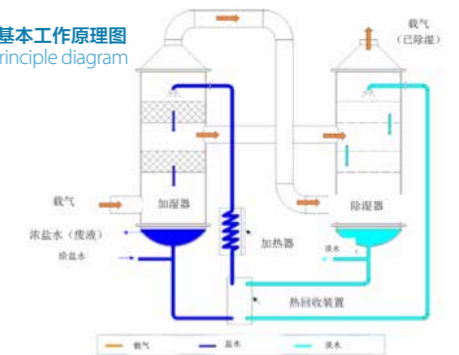 基本工作原理图
rinciple diagram
载气
（已除湿）
载气
加湿器
除湿器
浓盐水（废液）
给盐水
加热器
淡水
热回收装置
载气
盐水
淡水